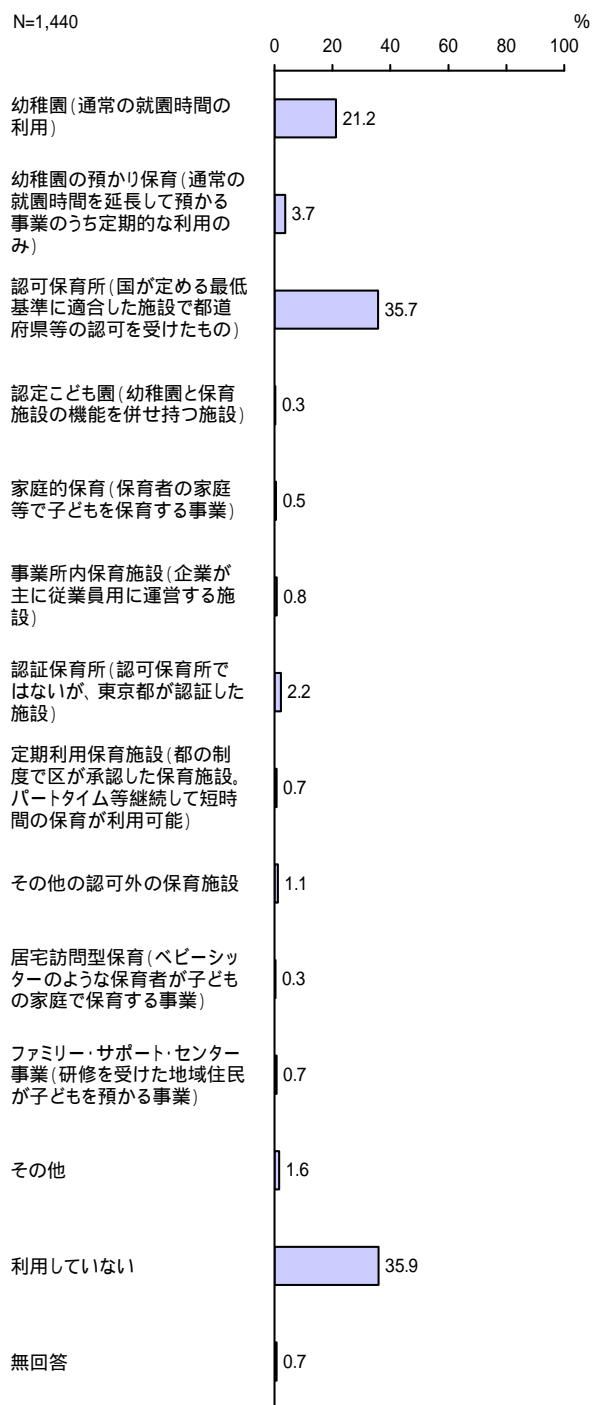 N=1,440
%
0 20 40 60 80 100
幼稚園(通常の就園時間の
利用)
21.2
幼稚園の預かり保育(通常の
就園時間を延長して預かる
事業のうち定期的な利用の
み)
3.7
認可保育所(国が定める最低
基準に適合した施設で都道
府県等の認可を受けたもの)
35.7
認定こども園(幼稚園と保育
施設の機能を併せ持つ施設)
0.3
家庭的保育(保育者の家庭
等で子どもを保育する事業)
0.5
事業所内保育施設(企業が
主に従業員用に運営する施
設)
0.8
認証保育所(認可保育所で
はないが、東京都が認証した
施設)
2.2
定期利用保育施設(都の制
度で区が承認した保育施設。
パートタイム等継続して短時
間の保育が利用可能)
0.7
その他の認可外の保育施設
1.1
居宅訪問型保育(ベビーシッ
ターのような保育者が子ども
の家庭で保育する事業)
0.3
ファミリー・サポート・センター
事業(研修を受けた地域住民
が子どもを預かる事業)
0.7
その他
1.6
利用していない
35.9
無回答
0.7